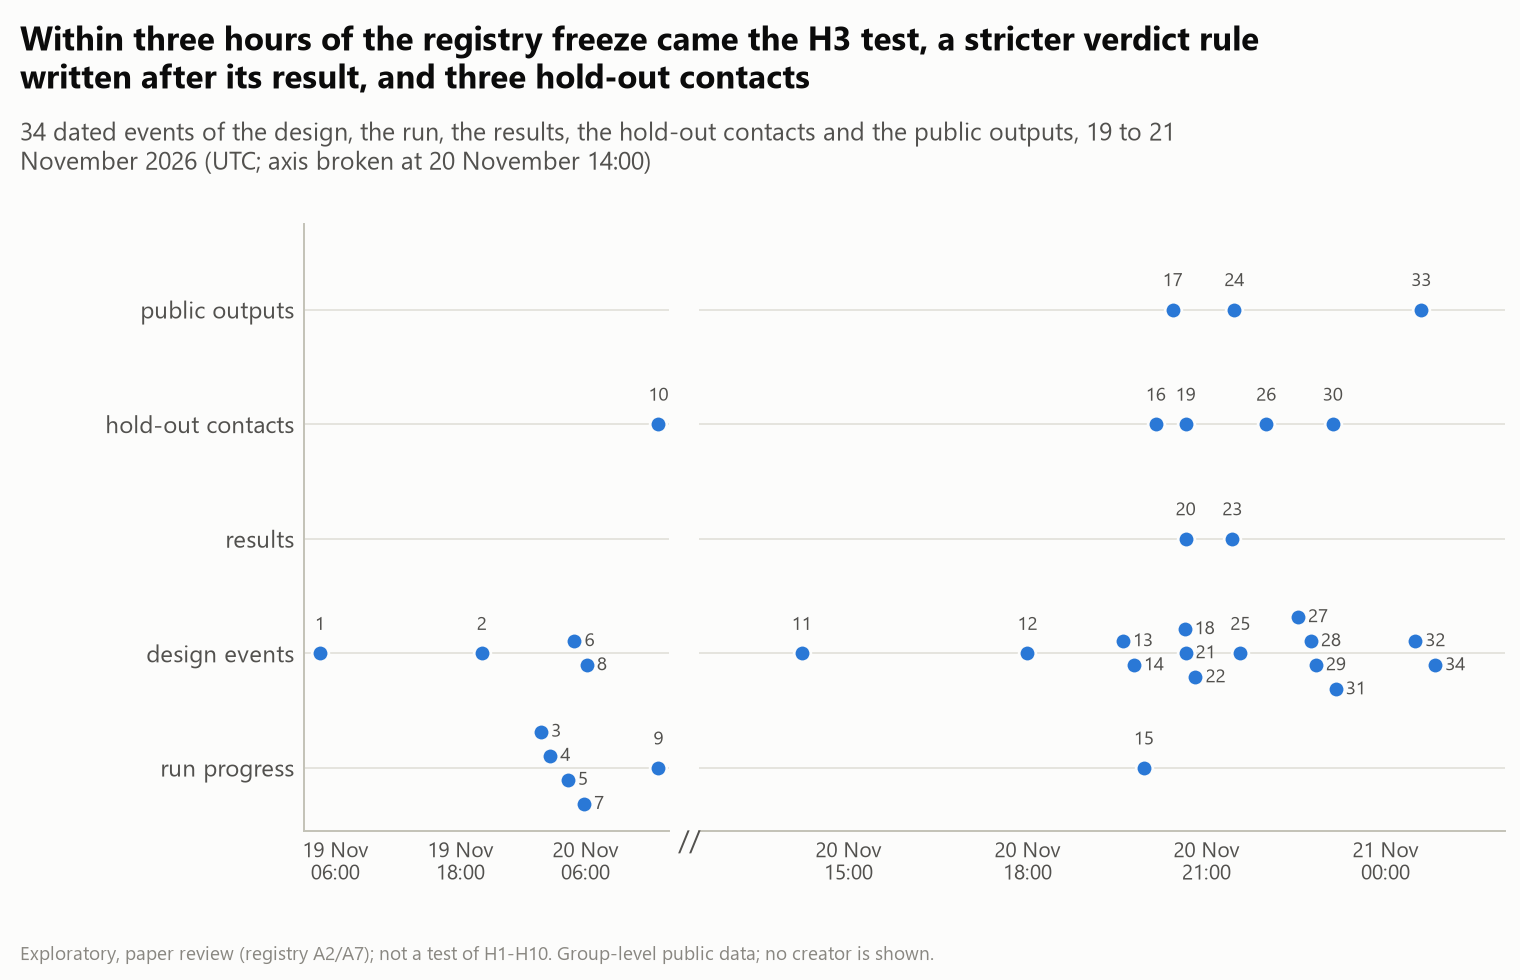 Within three hours of the registry freeze came the H3 test, a stricter verdict rule
written after its result, and three hold-out contacts
34 dated events of the design, the run, the results, the hold-out contacts and the public outputs, 19 to 21
November 2026 (UTC; axis broken at 20 November 14:00)
17 24 33
public outputs
10 16 19 26 30
hold-out contacts
20 23
results
27
1 2 11 12 25
18
6 13 28 32
design events 21
8 14 29 34
22
31
3
9 15
4
run progress
5
7
//
19 Nov 19 Nov 20 Nov 20 Nov 20 Nov 20 Nov 21 Nov
06:00 18:00 06:00 15:00 18:00 21:00 00:00
Exploratory, paper review (registry A2/A7); not a test of H1-H10. Group-level public data; no creator is shown.